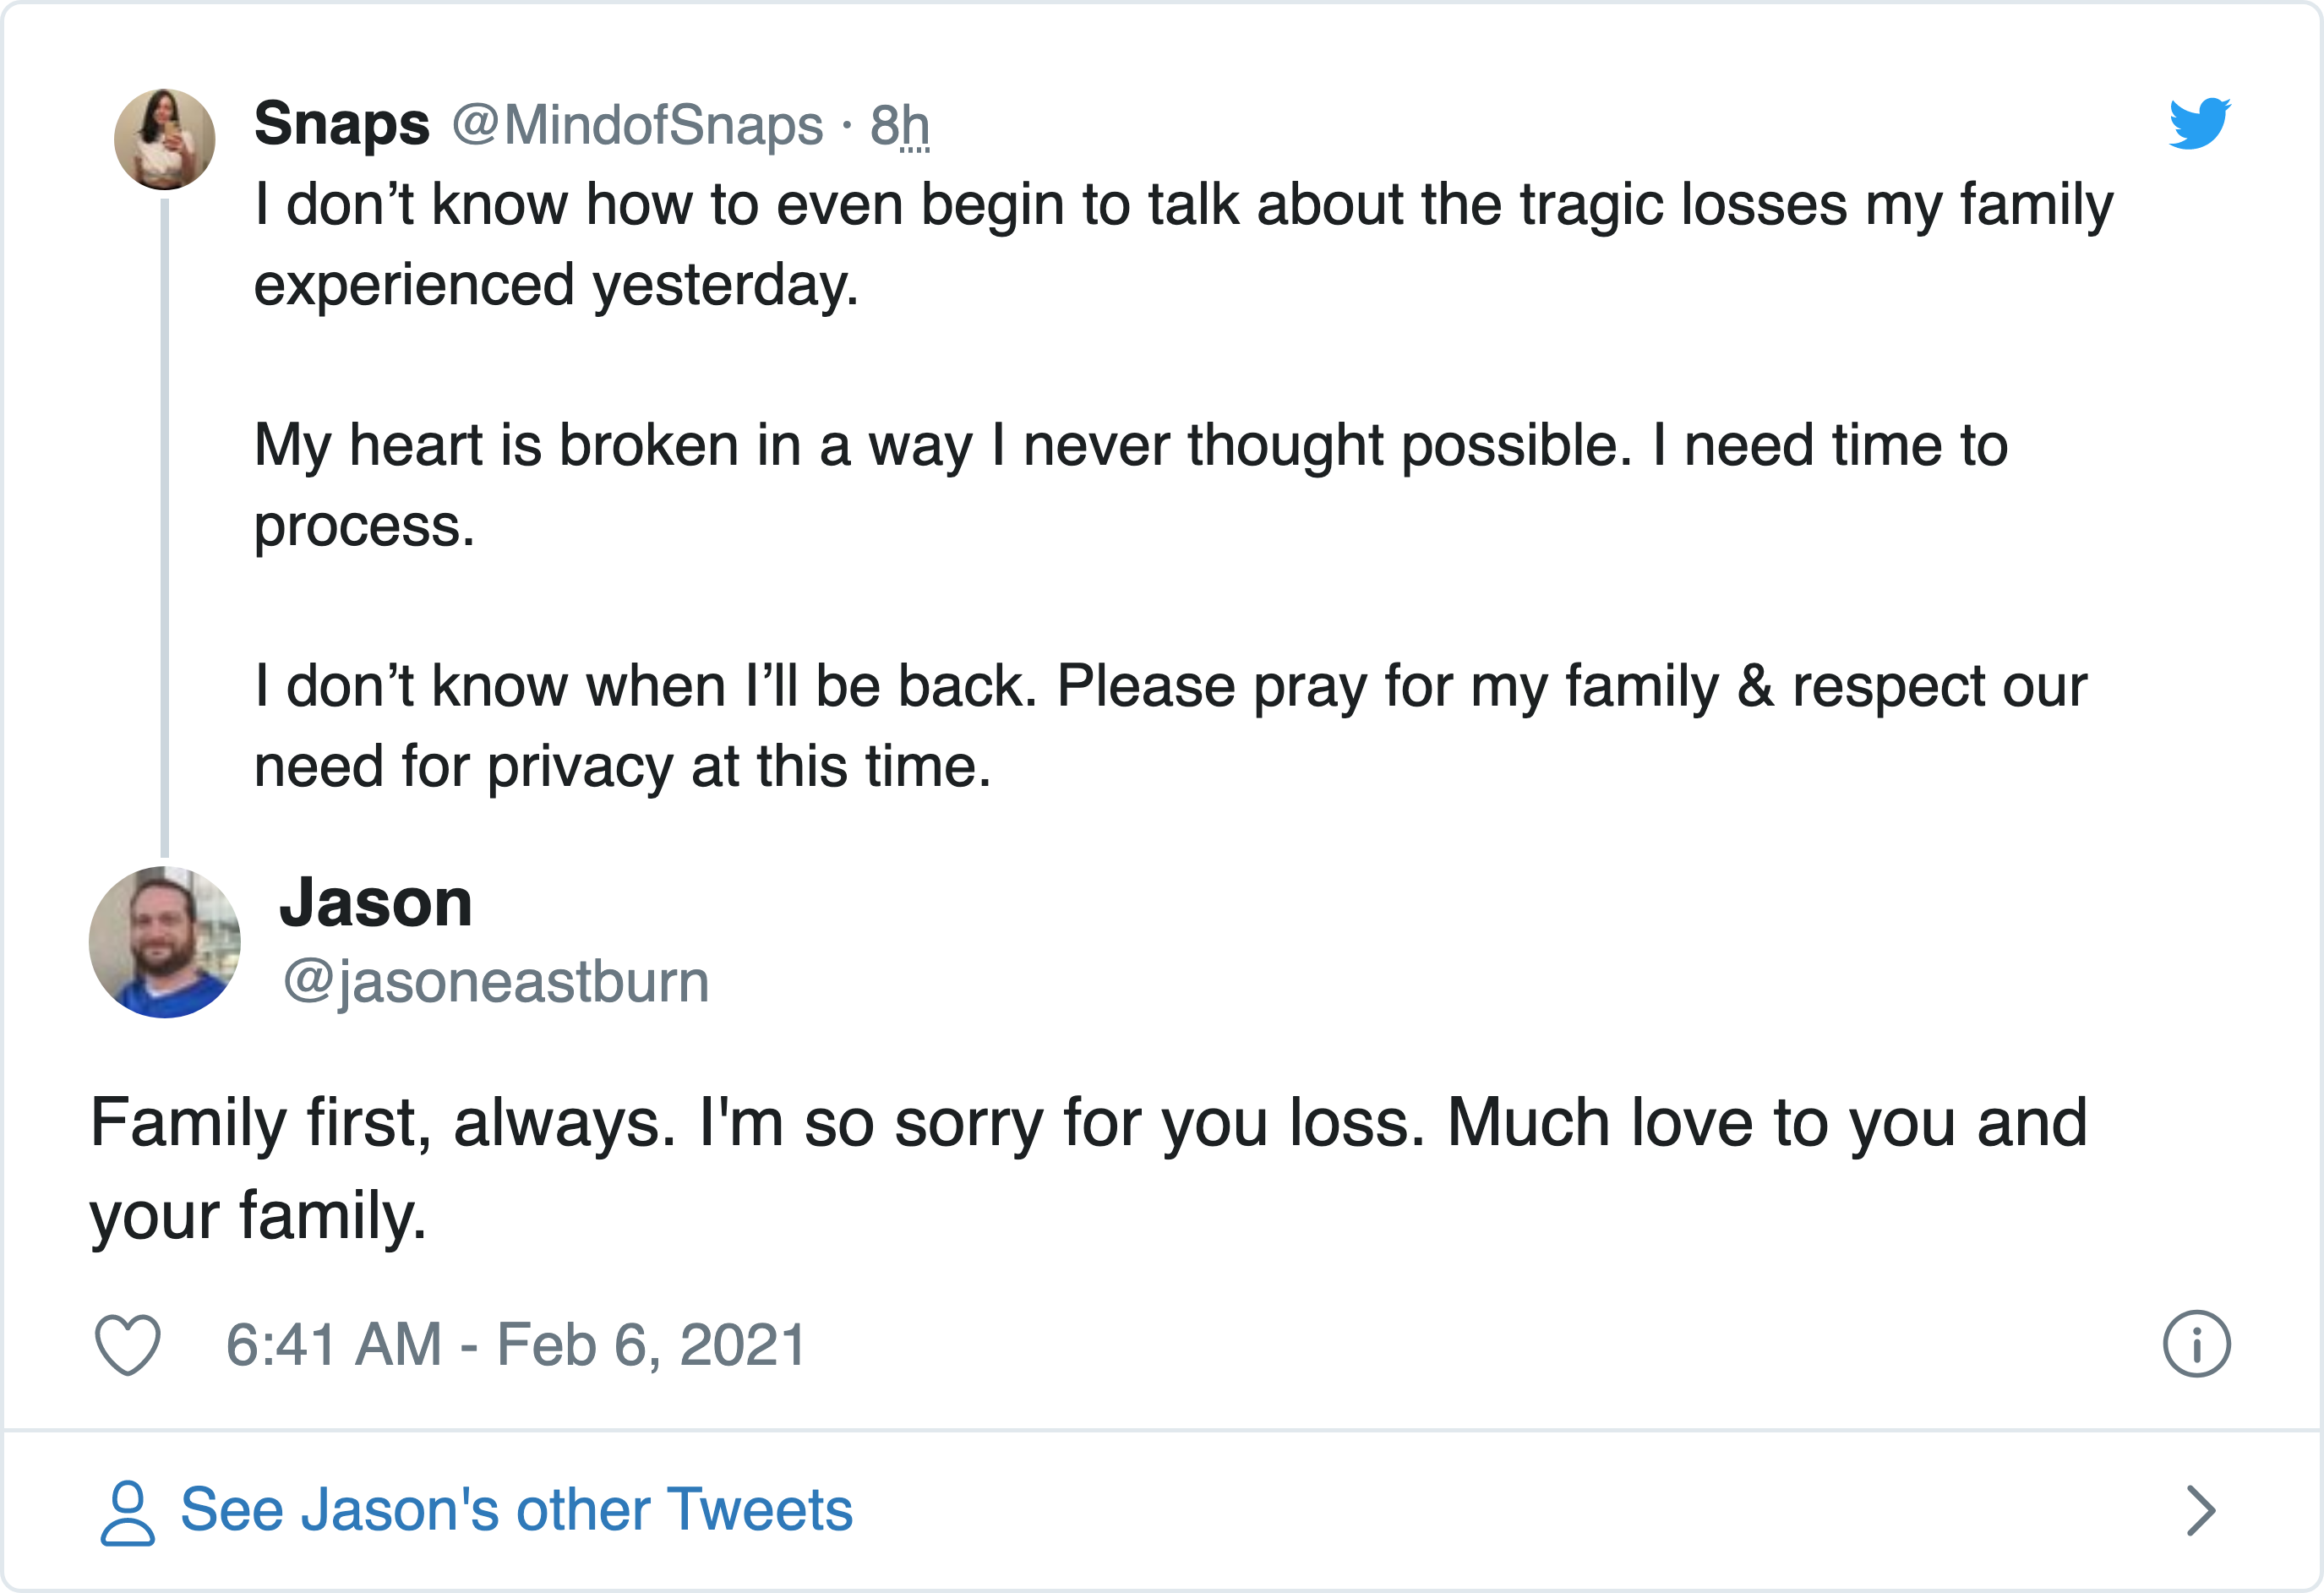 Snaps @MindofSnaps · 8h
I don’t know how to even begin to talk about the tragic losses my family
experienced yesterday.
My heart is broken in a way I never thought possible. I need time to
process.
I don’t know when I’ll be back. Please pray for my family & respect our
need for privacy at this time.
Jason
@jasoneastburn
Family first, always. I'm so sorry for you loss. Much love to you and
your family.
6:41 AM - Feb 6, 2021
See Jason's other Tweets